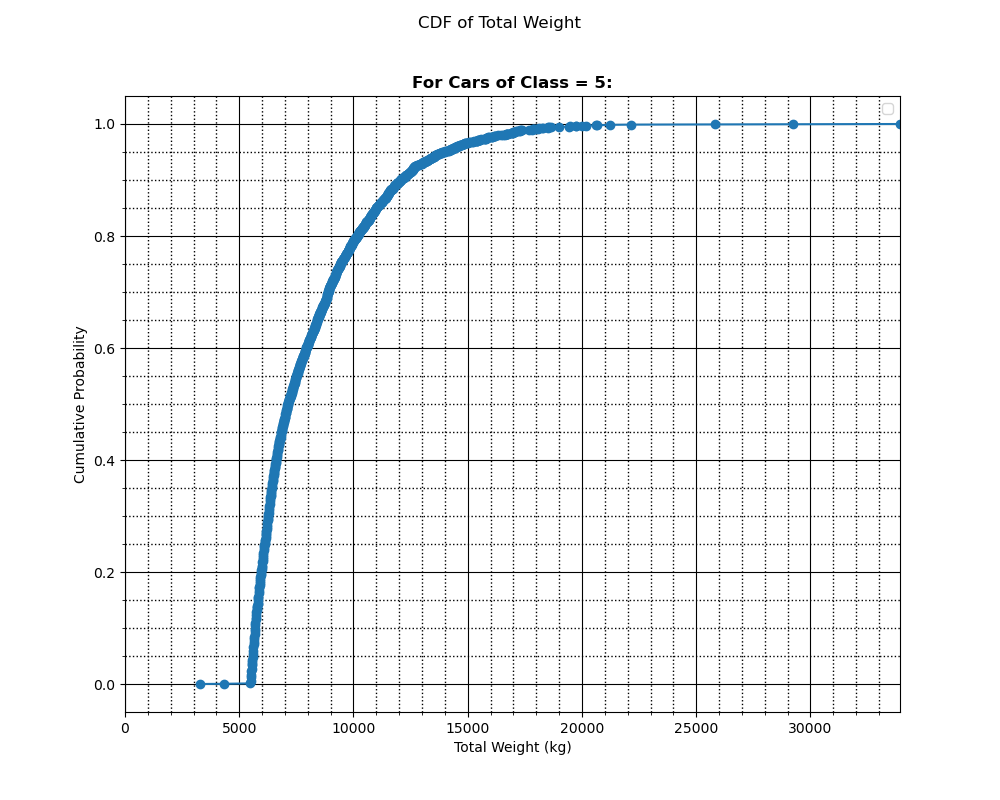 CDF of Total Weight
For Cars of Class = 5:
1.0
0.8
0.6
0.4
0.2
0.0
Cumulative Probability
0 5000 10000 15000 20000 25000 30000
Total Weight (kg)